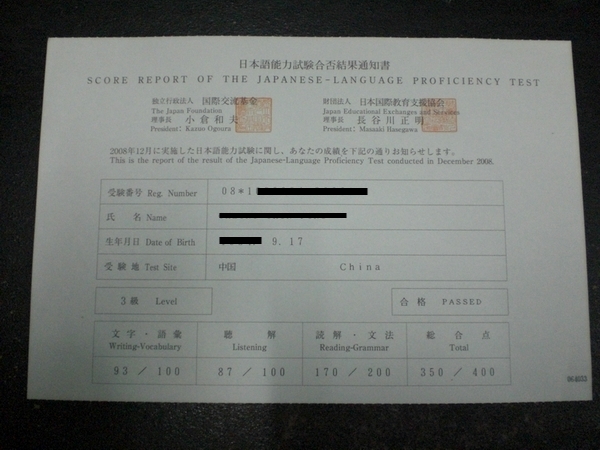 日本語能力試験合否結果通知書
SCORE REPORT OF THE JAPANESE-LANGUAGE PROFICIENCY TEST
独立行政法人 国際交流基金
The Japan Foundation
理事長 小倉和夫
President: Kazuo Ogoura
財団法人 日本国際教育支援協会
Japan Educational Exchanges and Services
理事長 長谷川正明
President: Masaaki Hasegawa
2008年12月に実施した日本語能力試験に関し、あなたの成績を下記の通りお知らせします。
This is the report of the result of the Japanese-Language Proficiency Test conducted in December 2008.
受験番号 Reg. Number 08*1
氏 名 Name
生年月日 Date of Birth 9.17
受験地 Test Site 中国 China
3級 Level
合格 PASSED
文字・語彙 聴解 読解・文法 総合点
Writing-Vocabulary Listening Reading-Grammar Total
93 / 100 87 / 100 170 / 200 350 / 400